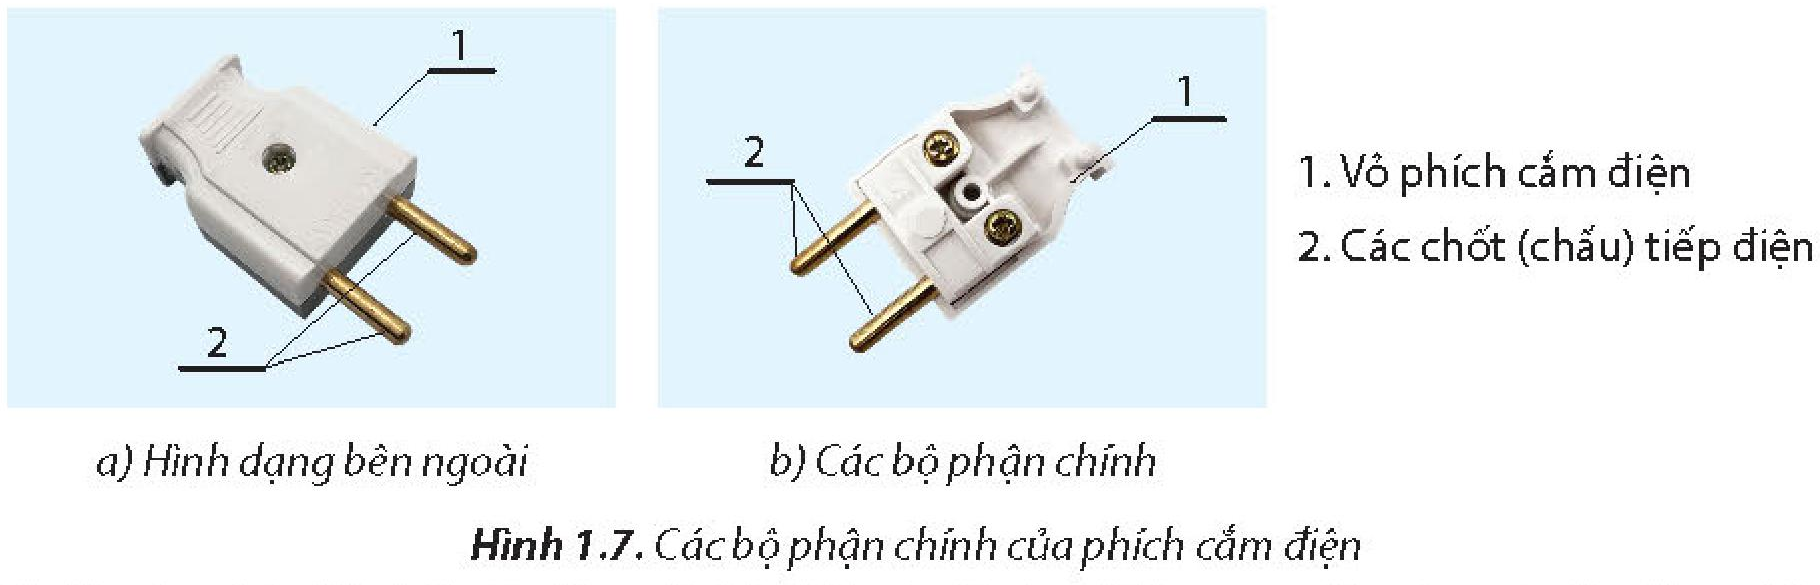 1
2
1
2
1. Vỏ phích cắm điện
2. Các chốt (chấu) tiếp điện
a) Hình dạng bên ngoài
b) Các bộ phận chính
Hình 1.7. Các bộ phận chính của phích cắm điện